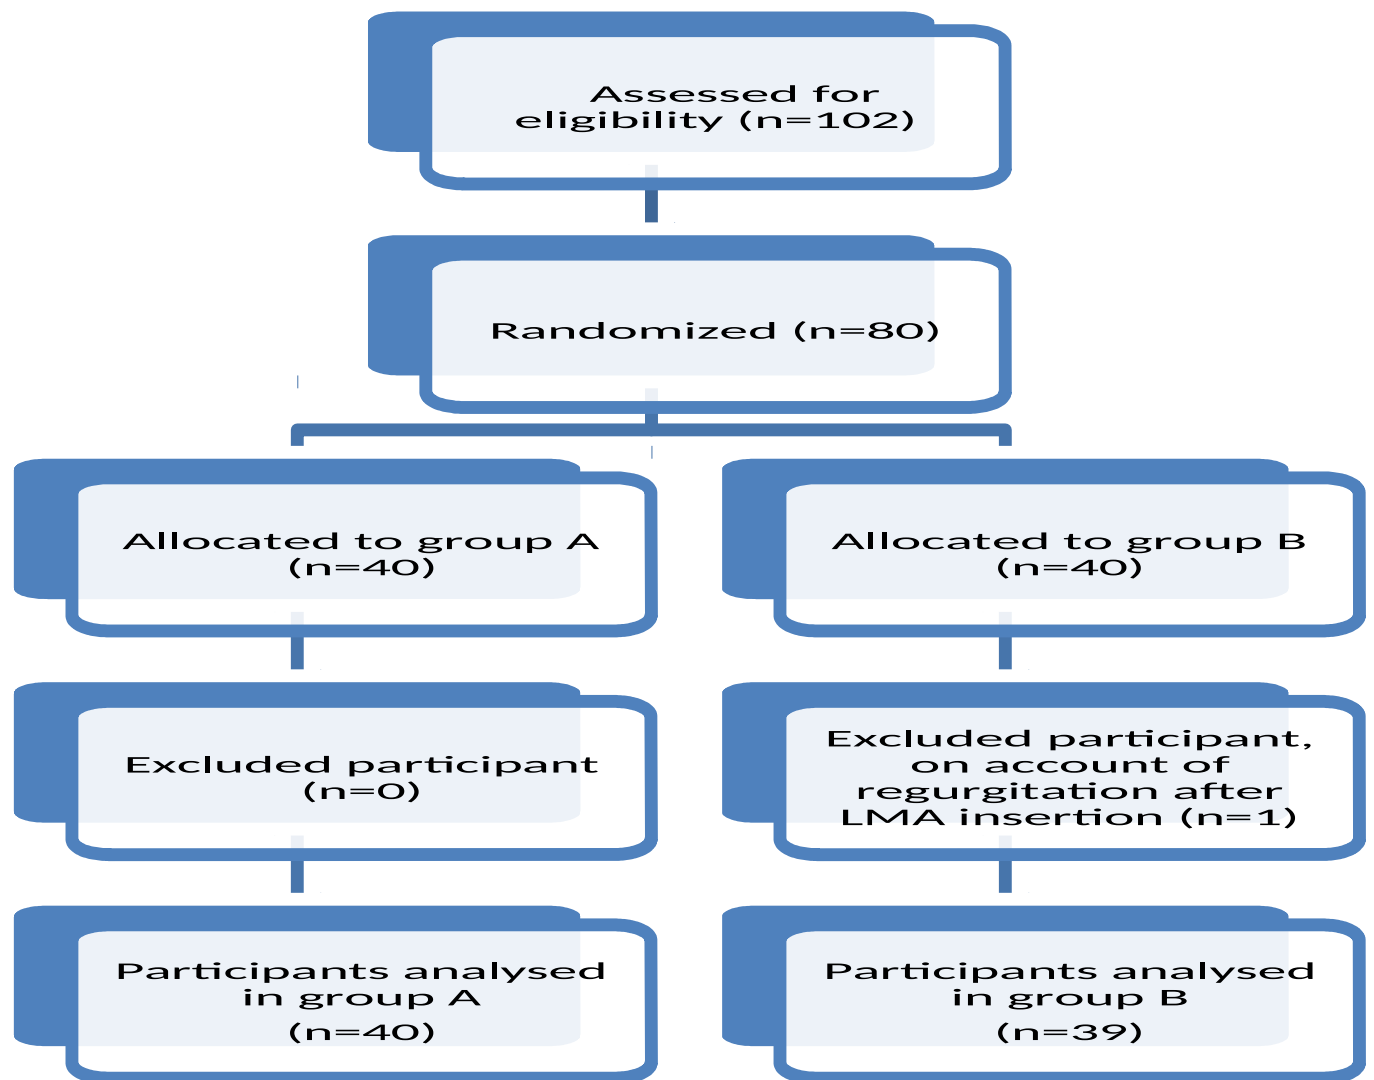 Assessed for
eligibility (n=102)
Randomized (n=80)
Allocated to group A
(n=40)
Allocated to group B
(n=40)
Excluded participant
(n=0)
Excluded participant,
on account of
regurgitation after
LMA insertion (n=1)
Participants analysed
in group A
(n=40)
Participants analysed
in group B
(n=39)